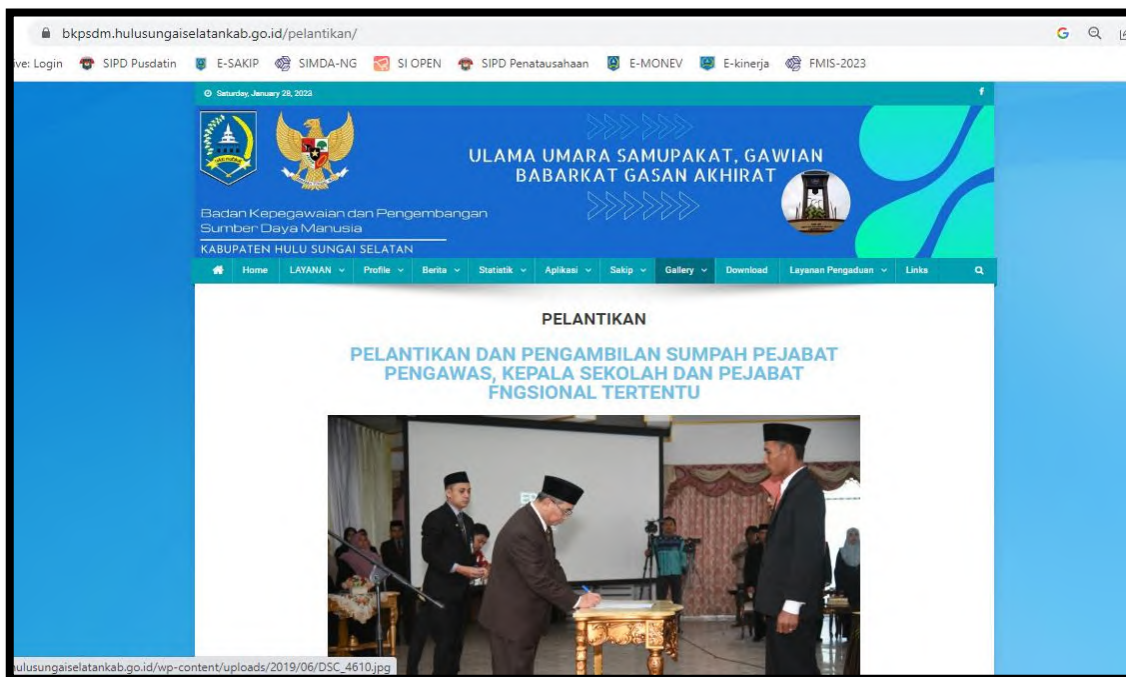 bkpsdm.hulusungaiselatankab.go.id/pelantikan/
ive: Login SIPD Pusdatin E-SAKIP SIMDA-NG SI OPEN SIPD Penatausahaan E-MONEV E-kinerja FMIS-2023
Saturday, January 28, 2023
ULAMA UMARA SAMUPAKAT, GAWIAN
BABARKAT GASAN AKHIRAT
Badan Kepegawaian dan Pengembangan
Sumber Daya Manusia
KABUPATEN HULU SUNGAI SELATAN
Home LAYANAN Profile Berita Statistik Aplikasi Sakip Gallery Download Layanan Pengaduan Links
PELANTIKAN
PELANTIKAN DAN PENGAMBILAN SUMPAH PEJABAT
PENGAWAS, KEPALA SEKOLAH DAN PEJABAT
FNGSIONAL TERTENTU
ulusungaiselatankab.go.id/wp-content/uploads/2019/06/DSC_4610.jpg